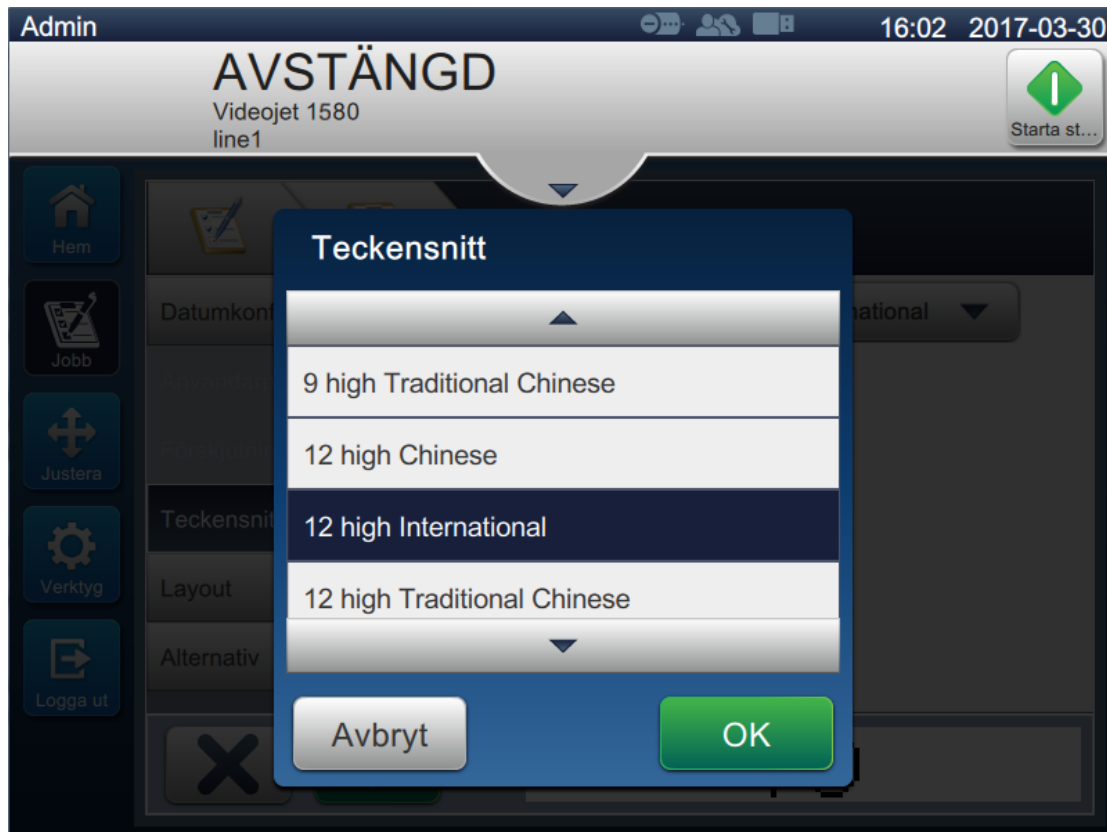 Admin 16:02 2017-03-30
AVSTÄNGD
Videojet 1580
line1
Starta st...
Hem
Jobb
Justera
Verktyg
Logga ut
Datumkonf
national
Teckensnit
Layout
Alternativ
Teckensnitt
9 high Traditional Chinese
12 high Chinese
12 high International
12 high Traditional Chinese
Avbryt OK